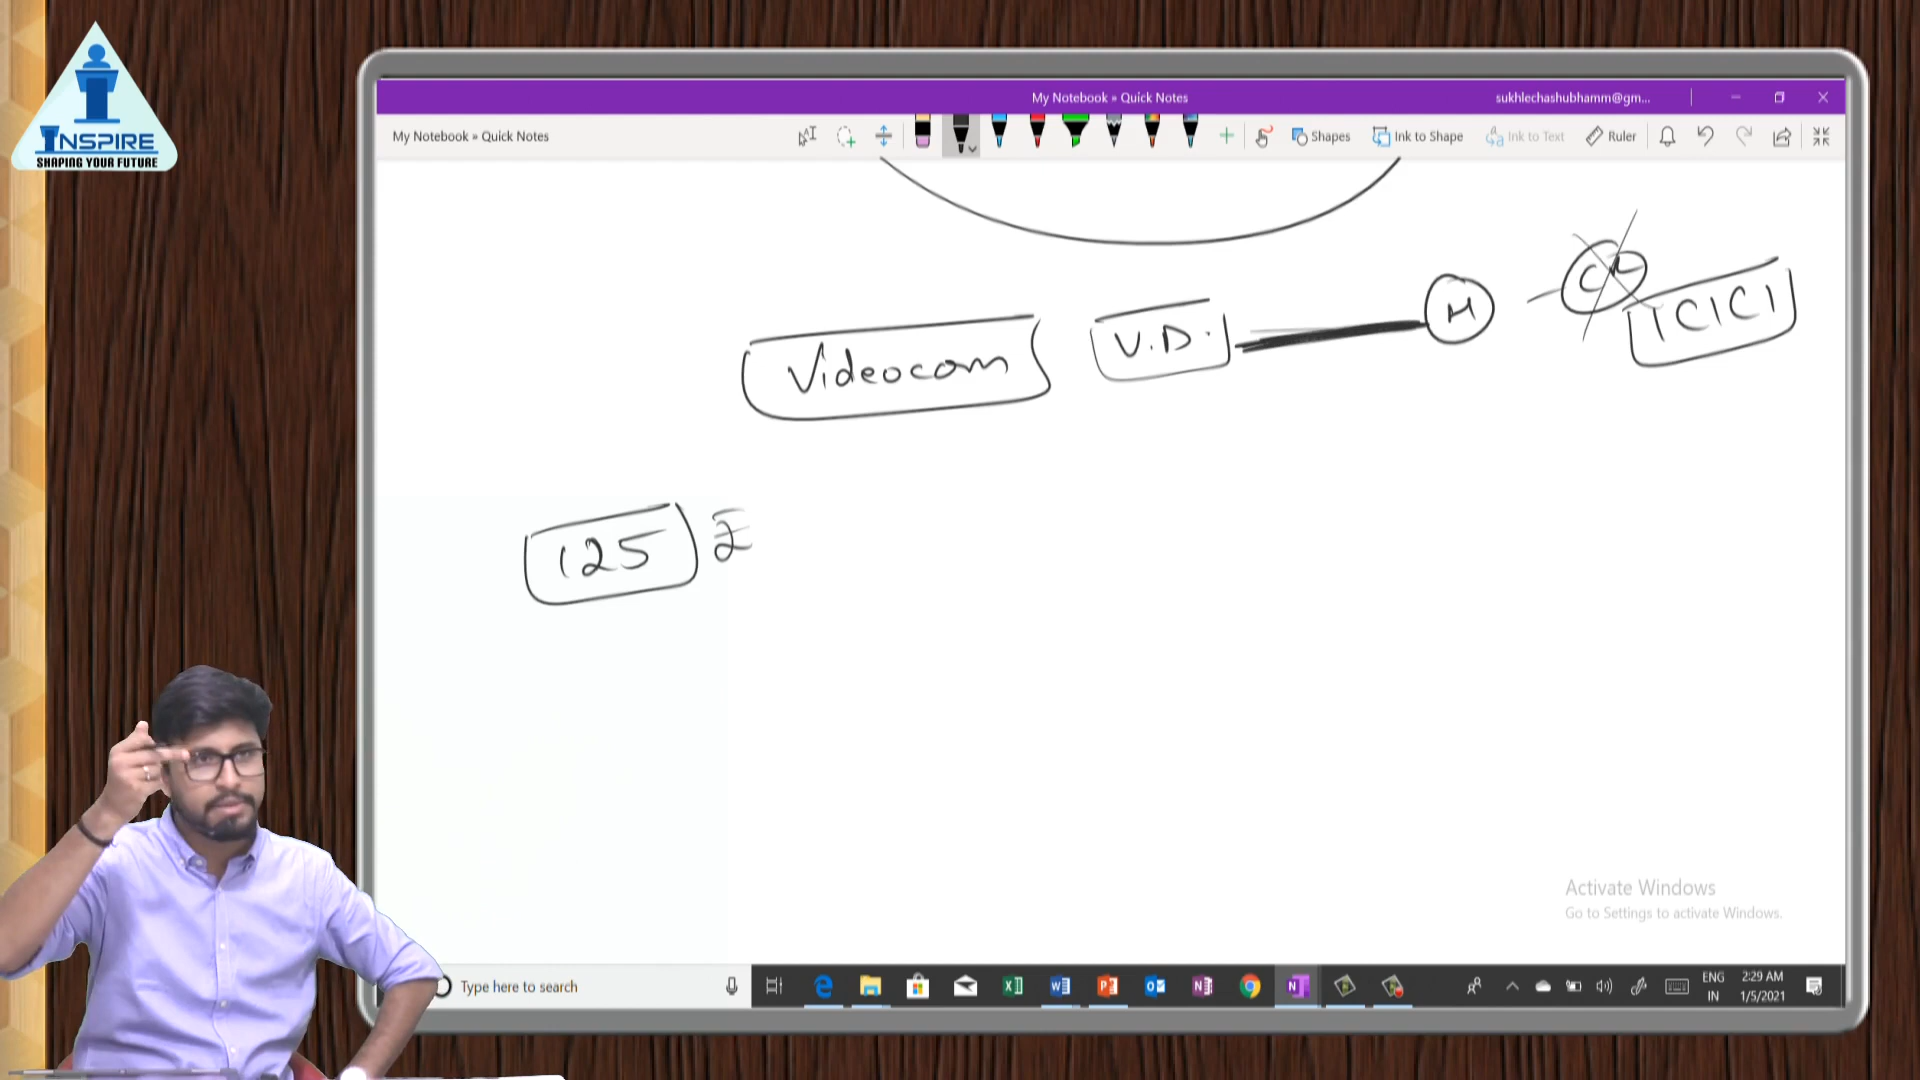 INSPIRE
SHAPING YOUR FUTURE
My Notebook » Quick Notes
sukhlechashubhamm@gm...
My Notebook » Quick Notes
Shapes
Ink to Shape
Ink to Text
Ruler
Videocom
V.D.
M
ICICI
125
Activate Windows
Go to Settings to activate Windows.
Type here to search
ENG
IN
2:29 AM
1/5/2021